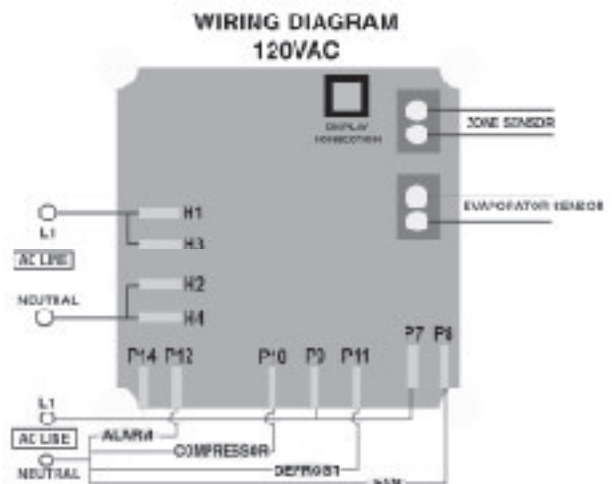 WIRING DIAGRAM
120VAC
DISPLAY
CONNECTION
ZONE SENSOR
EVAPORATOR SENSOR
H1
L1
H3
AC LINE
H2
NEUTRAL
H4
P14 P12 P10 P9 P11 P7 P8
L1
AC LINE
ALARM
COMPRESSOR
NEUTRAL
DEFROST
FAN